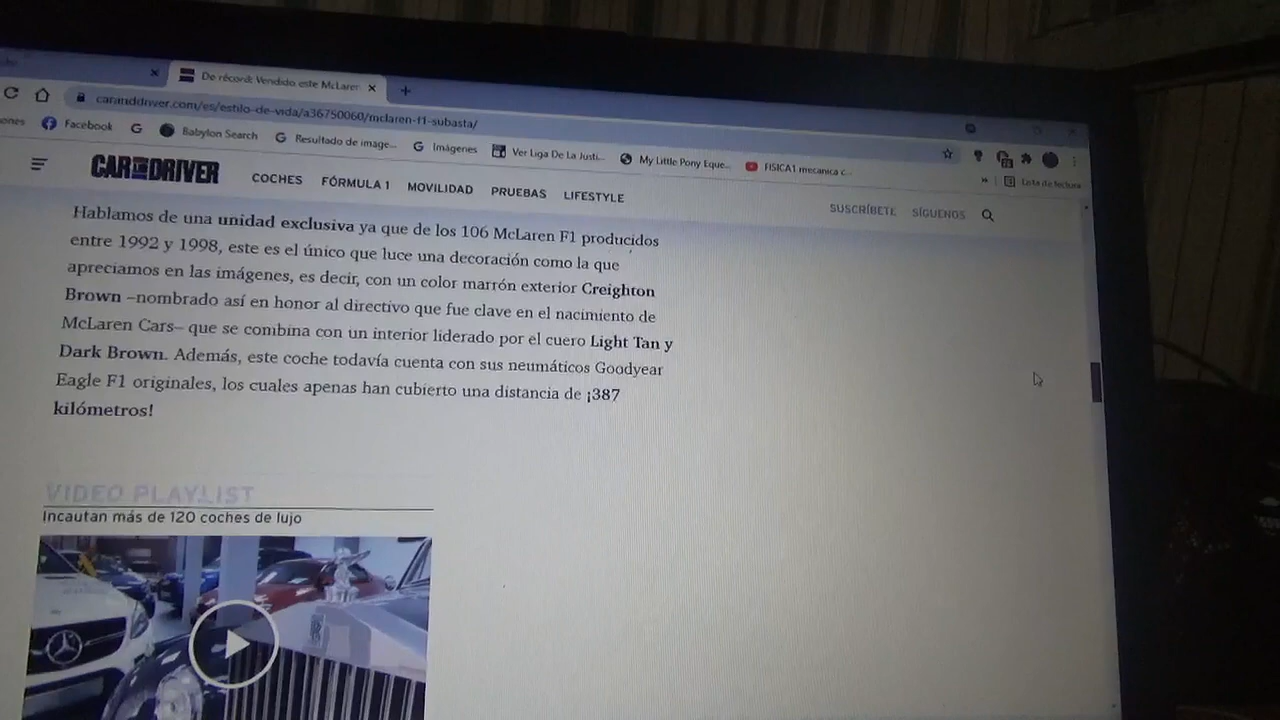 De récord: Vendido este McLaren
caranddriver.com/es/estilo-de-vida/a36750060/mclaren-f1-subasta/
ones
Facebook
G
Babylon Search
Resultado de image...
Imágenes
Ver Liga De La Justi...
My Little Pony Eque...
FISICA1 mecanica c...
Lista de lectura
CAR AND DRIVER
COCHES
FÓRMULA 1
MOVILIDAD
PRUEBAS
LIFESTYLE
SUSCRÍBETE
SÍGUENOS
Hablamos de una unidad exclusiva ya que de los 106 McLaren F1 producidos
entre 1992 y 1998, este es el único que luce una decoración como la que
apreciamos en las imágenes, es decir, con un color marrón exterior Creighton
Brown –nombrado así en honor al directivo que fue clave en el nacimiento de
McLaren Cars– que se combina con un interior liderado por el cuero Light Tan y
Dark Brown. Además, este coche todavía cuenta con sus neumáticos Goodyear
Eagle F1 originales, los cuales apenas han cubierto una distancia de ¡387
kilómetros!
VIDEO PLAYLIST
Incautan más de 120 coches de lujo